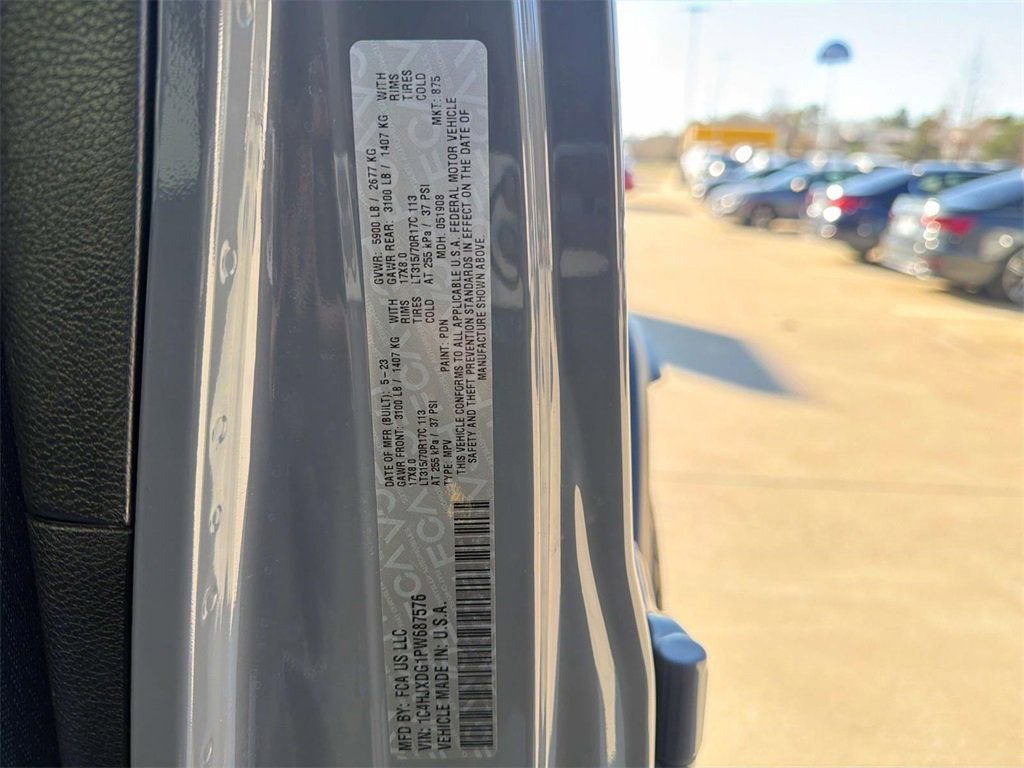 MFD BY: FCA US LLC
VIN: 1C4HJXDG1PW687576
VEHICLE MADE IN: U.S.A.
DATE OF MFR (BUILT): 5-23
GAWR FRONT: 3100 LB / 1407 KG WITH
17X8.0 RIMS
LT315/70R17C 113 TIRES
AT 255 kPa / 37 PSI COLD
TYPE: MPV PAINT: PDN
GVWR: 5900 LB / 2677 KG
GAWR REAR: 3100 LB / 1407 KG WITH
17X8.0 RIMS
LT315/70R17C 113 TIRES
AT 255 kPa / 37 PSI COLD
MDH: 051908 MKT: 875
THIS VEHICLE CONFORMS TO ALL APPLICABLE U.S.A. FEDERAL MOTOR VEHICLE
SAFETY AND THEFT PREVENTION STANDARDS IN EFFECT ON THE DATE OF
MANUFACTURE SHOWN ABOVE.